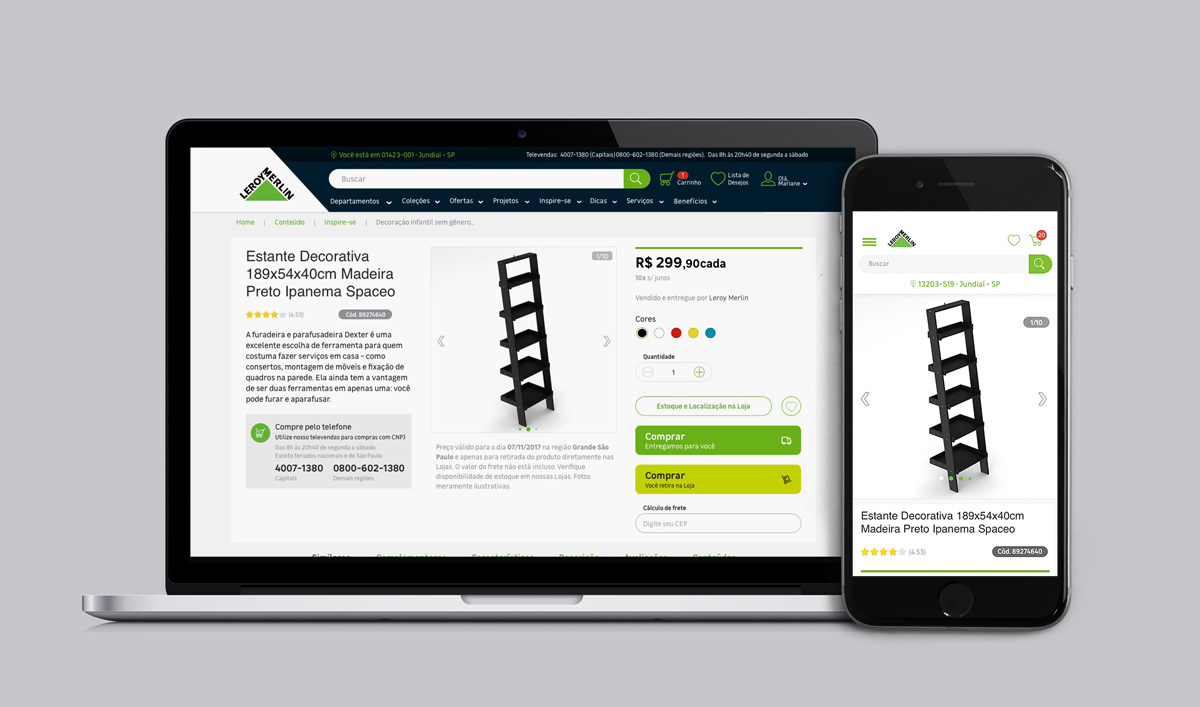 Você está em 01423-001 · Jundiaí - SP
Televendas: 4007-1380 (Capitais)0800-602-1380 (Demais regiões). Das 8h ás 20h40 de segunda a sábado
LEROY MERLIN
Buscar
1
Carrinho
Lista de
Desejos
Olá,
Mariane
Departamentos Coleções Ofertas Projetos Inspire-se Dicas Serviços Benefícios
Home | Conteúdo | Inspire-se | Decoração infantil sem gênero...
Estante Decorativa
189x54x40cm Madeira
Preto Ipanema Spaceo
(4.53)
Cód. 89274640
A furadeira e parafusadeira Dexter é uma
excelente escolha de ferramenta para quem
costuma fazer serviços em casa - como
consertos, montagem de móveis e fixação de
quadros na parede. Ela ainda tem a vantagem
de ser duas ferramentas em apenas uma: você
pode furar e aparafusar.
Compre pelo telefone
Utilize nosso televendas para compras com CNPJ
Das 8h ás 20h40 de segunda a sábado
Exceto feriados nacionais e de São Paulo
4007-1380 0800-602-1380
Capitais Demais regiões
1/10
Preço válido para o dia 07/11/2017 na região Grande São
Paulo e apenas para retirada do produto diretamente nas
Lojas. O valor do frete não está incluso. Verifique
disponibilidade de estoque em nossas Lojas. Fotos
meramente ilustrativas.
R$ 299,90cada
10x s/ juros
Vendido e entregue por Leroy Merlin
Cores
Quantidade
1
Estoque e Localização na Loja
Comprar
Entregamos para você
Comprar
Você retira na Loja
Cálculo de frete
Digite seu CEP
Similares Complementares Características Descrição Avaliações Conteúdos
LEROY MERLIN
20
Buscar
13203-519 · Jundiaí - SP
1/10
Estante Decorativa 189x54x40cm
Madeira Preto Ipanema Spaceo
(4.53)
Cód. 89274640